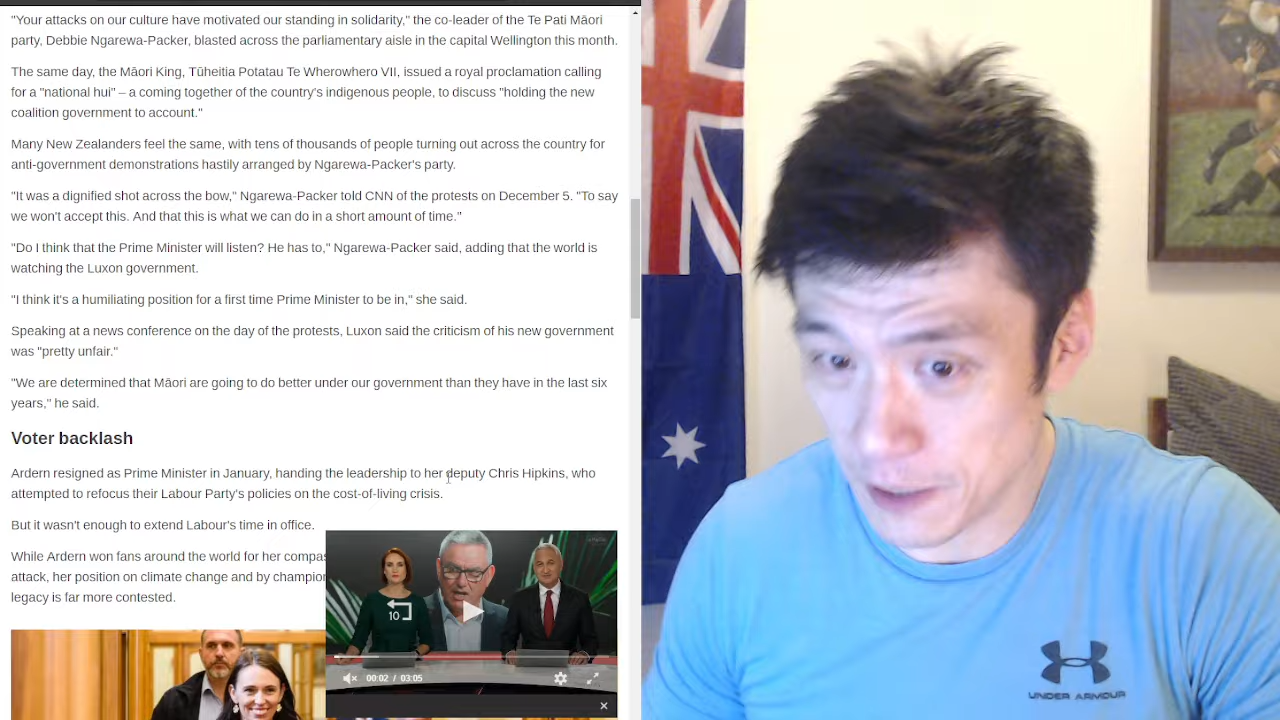 "Your attacks on our culture have motivated our standing in solidarity," the co-leader of the Te Pati Māori
party, Debbie Ngarewa-Packer, blasted across the parliamentary aisle in the capital Wellington this month.
The same day, the Māori King, Tūheitia Potatau Te Wherowhero VII, issued a royal proclamation calling
for a "national hui" – a coming together of the country's indigenous people, to discuss "holding the new
coalition government to account."
Many New Zealanders feel the same, with tens of thousands of people turning out across the country for
anti-government demonstrations hastily arranged by Ngarewa-Packer's party.
"It was a dignified shot across the bow," Ngarewa-Packer told CNN of the protests on December 5. "To say
we won't accept this. And that this is what we can do in a short amount of time."
"Do I think that the Prime Minister will listen? He has to," Ngarewa-Packer said, adding that the world is
watching the Luxon government.
"I think it's a humiliating position for a first time Prime Minister to be in," she said.
Speaking at a news conference on the day of the protests, Luxon said the criticism of his new government
was "pretty unfair."
"We are determined that Māori are going to do better under our government than they have in the last six
years," he said.
Voter backlash
Ardern resigned as Prime Minister in January, handing the leadership to her deputy Chris Hipkins, who
attempted to refocus their Labour Party's policies on the cost-of-living crisis.
But it wasn't enough to extend Labour's time in office.
While Ardern won fans around the world for her
attack, her position on climate change and by
legacy is far more contested.
10
00:02 / 03:05
UNDER ARMOUR